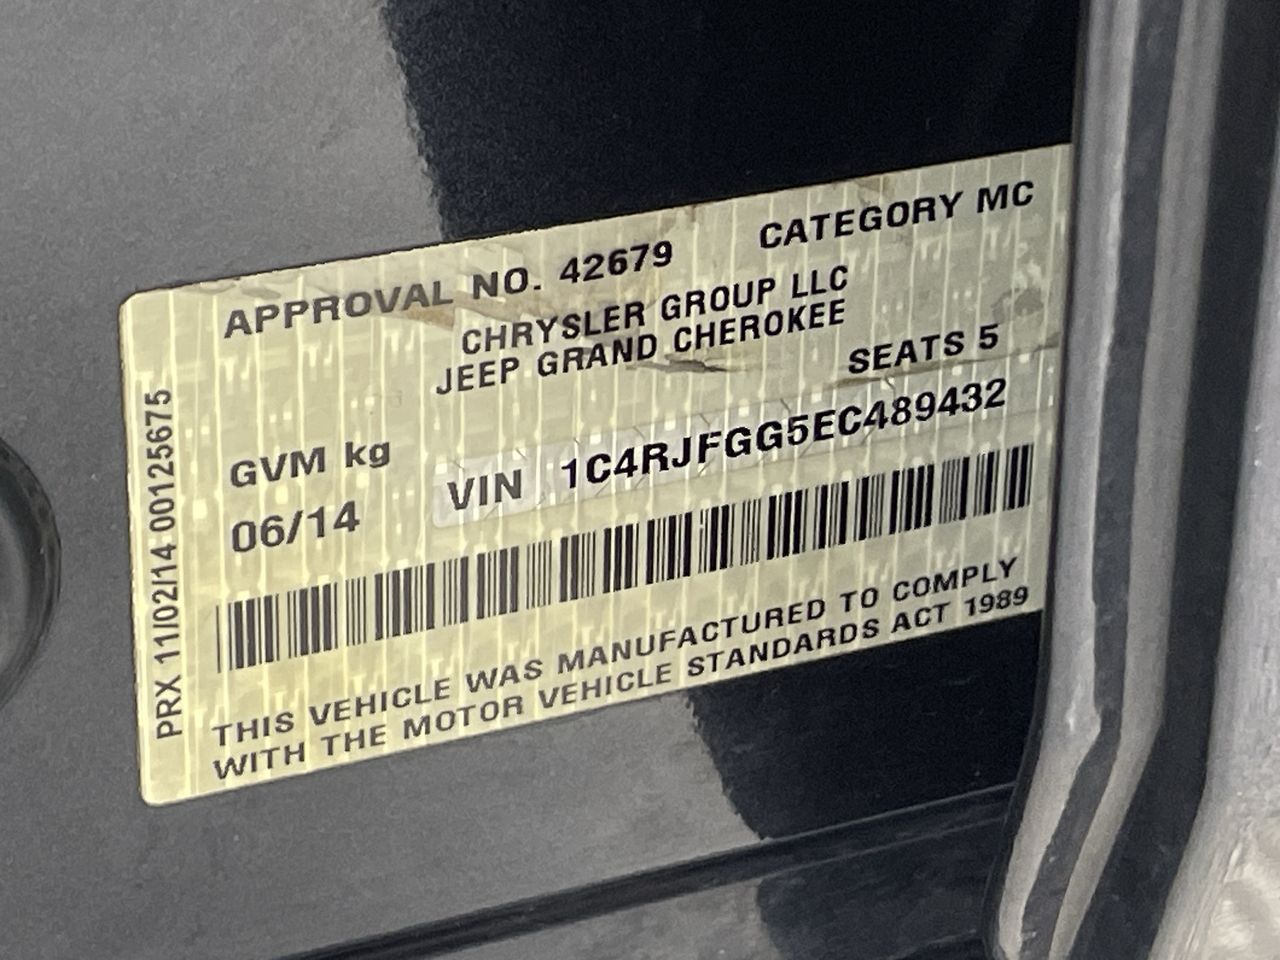 APPROVAL NO. 42679 CATEGORY MC
CHRYSLER GROUP LLC
JEEP GRAND CHEROKEE
SEATS 5
GVM kg
06/14
VIN 1C4RJFGG5EC489432
THIS VEHICLE WAS MANUFACTURED TO COMPLY
WITH THE MOTOR VEHICLE STANDARDS ACT 1989
PRX 11/02/14 00125675